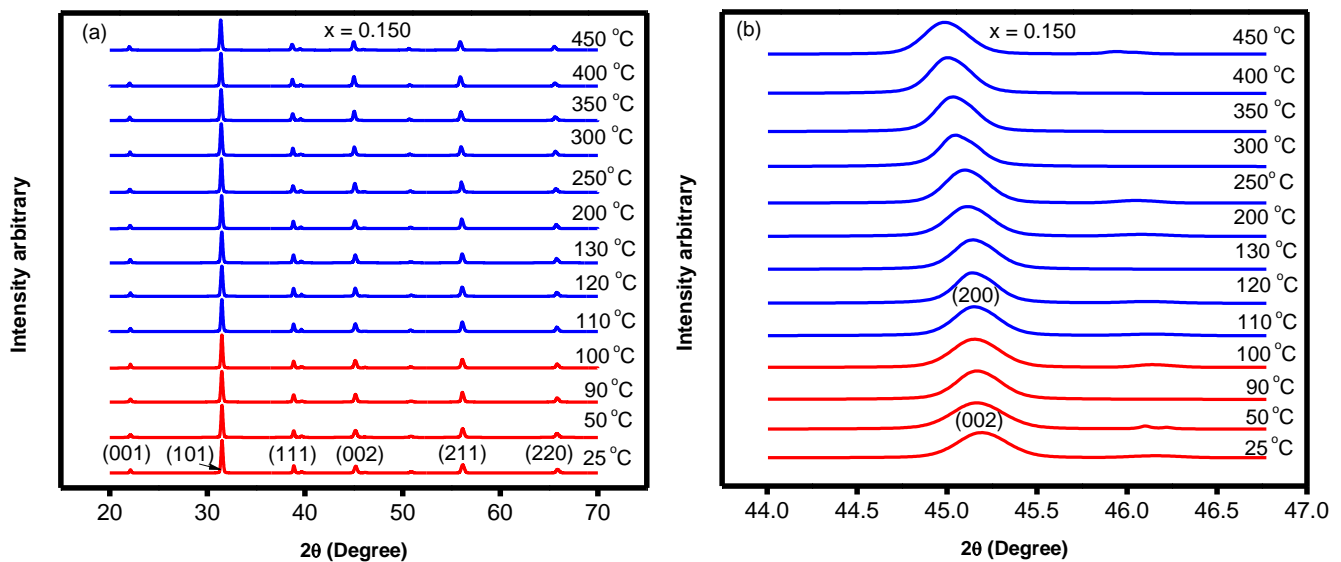 (a)
x = 0.150
450 °C
400 °C
350 °C
300 °C
250°C
200 °C
130 °C
120 °C
110 °C
100 °C
90 °C
50 °C
25°C
(001)
(101)
(111)
(002)
(211)
(220)
20
30
40
50
60
70
2θ (Degree)
Intensity arbitrary
(b)
x = 0.150
450 °C
400 °C
350 °C
300 °C
250°C
200 °C
130 °C
120 °C
(200)
110 °C
100 °C
90 °C
50 °C
(002)
25 °C
44.0
44.5
45.0
45.5
46.0
46.5
47.0
2θ (Degree)
Intensity arbitrary